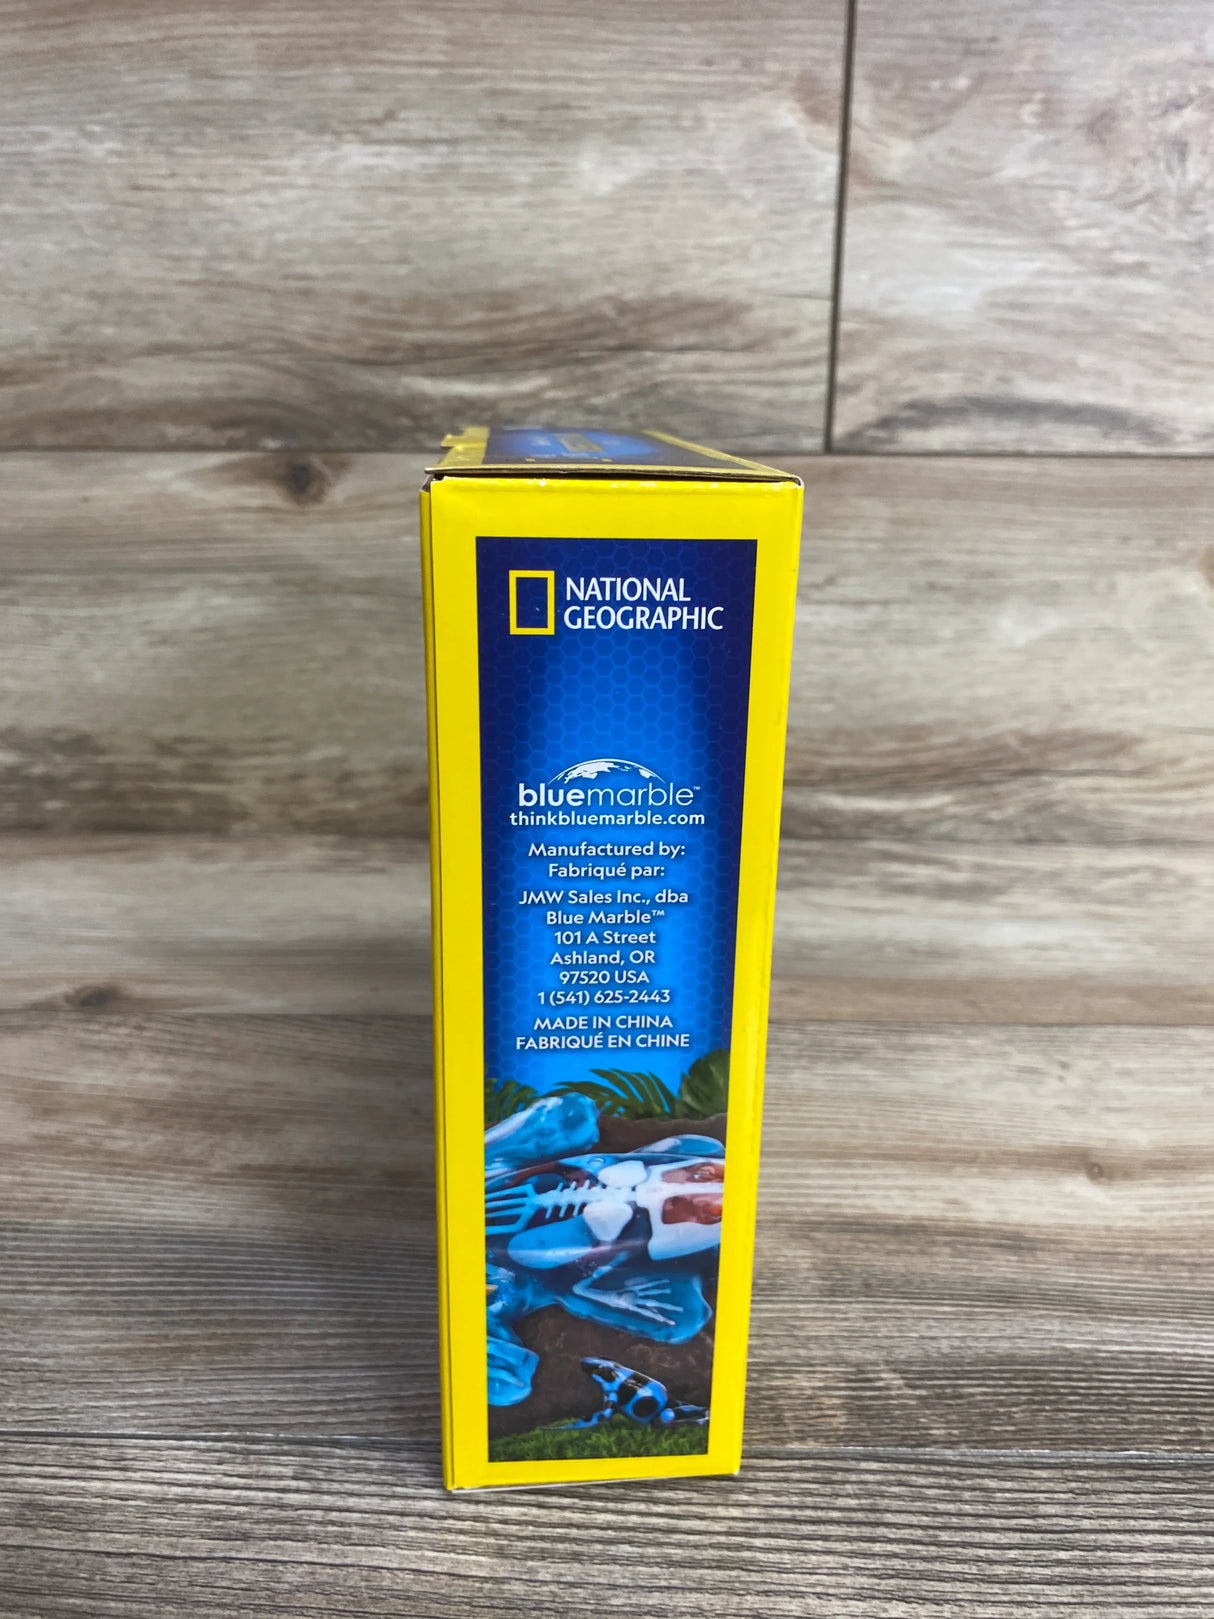 NATIONAL
GEOGRAPHIC
bluemarble™
thinkbluemarble.com
Manufactured by:
Fabriqué par:
JMW Sales Inc., dba
Blue Marble™
101 A Street
Ashland, OR
97520 USA
1 (541) 625-2443
MADE IN CHINA
FABRIQUÉ EN CHINE